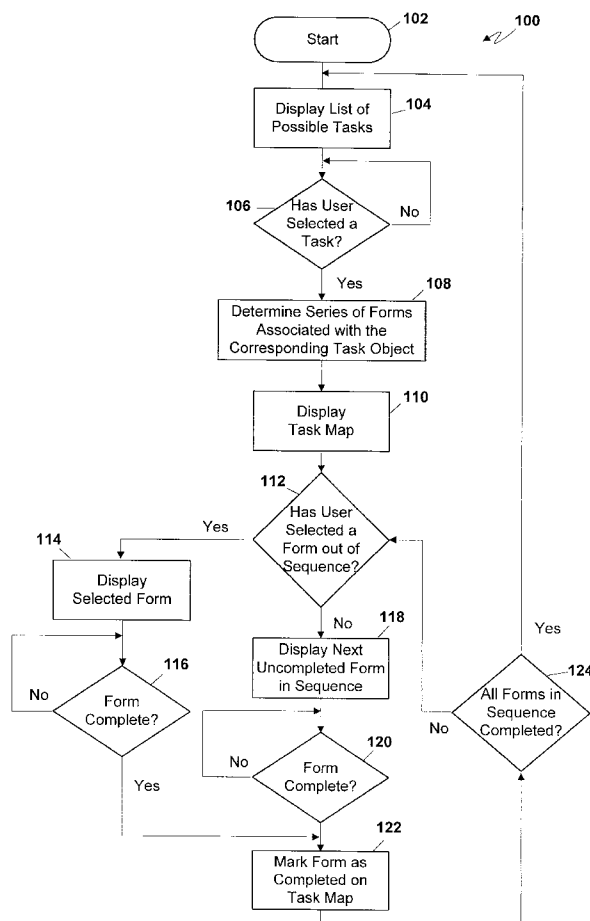 102
Start
100
Display List of
Possible Tasks
104
106
Has User
Selected a
Task?
No
Yes
108
Determine Series of Forms
Associated with the
Corresponding Task Object
Display
Task Map
110
112
Has User
Selected a
Form out of
Sequence?
Yes
114
Display
Selected Form
No
118
Display Next
Uncompleted Form
in Sequence
116
No
Form
Complete?
Yes
120
No
Form
Complete?
Yes
124
All Forms in
Sequence
Completed?
No
122
Mark Form as
Completed on
Task Map